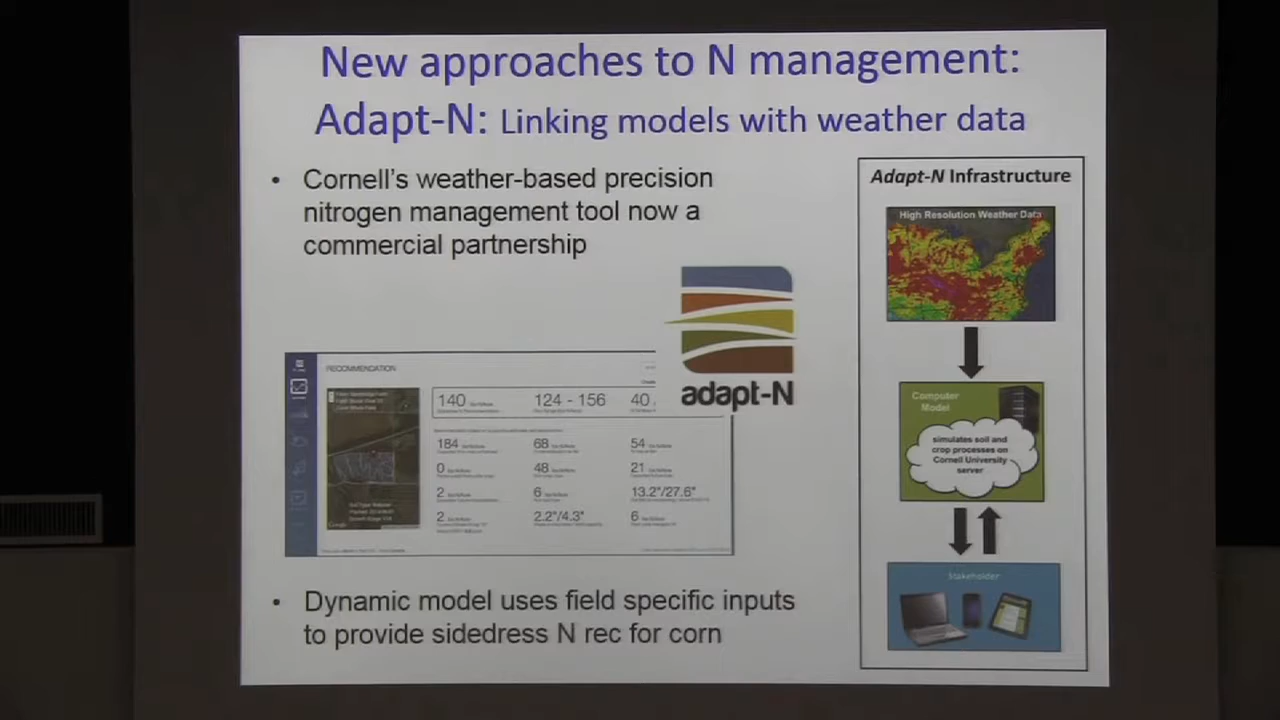 New approaches to N management:
Adapt-N: Linking models with weather data
• Cornell's weather-based precision
nitrogen management tool now a
commercial partnership
adapt-N
RECOMMENDATION
140
124 - 156
40
184
68
54
0
48
21
2
6
13.2"/27.6"
2
2.2"/4.3"
6
Google
• Dynamic model uses field specific inputs
to provide sidedress N rec for corn
Adapt-N Infrastructure
High Resolution Weather Data
Computer
Model
simulates soil and
crop processes on
Cornell University
server
Stakeholder